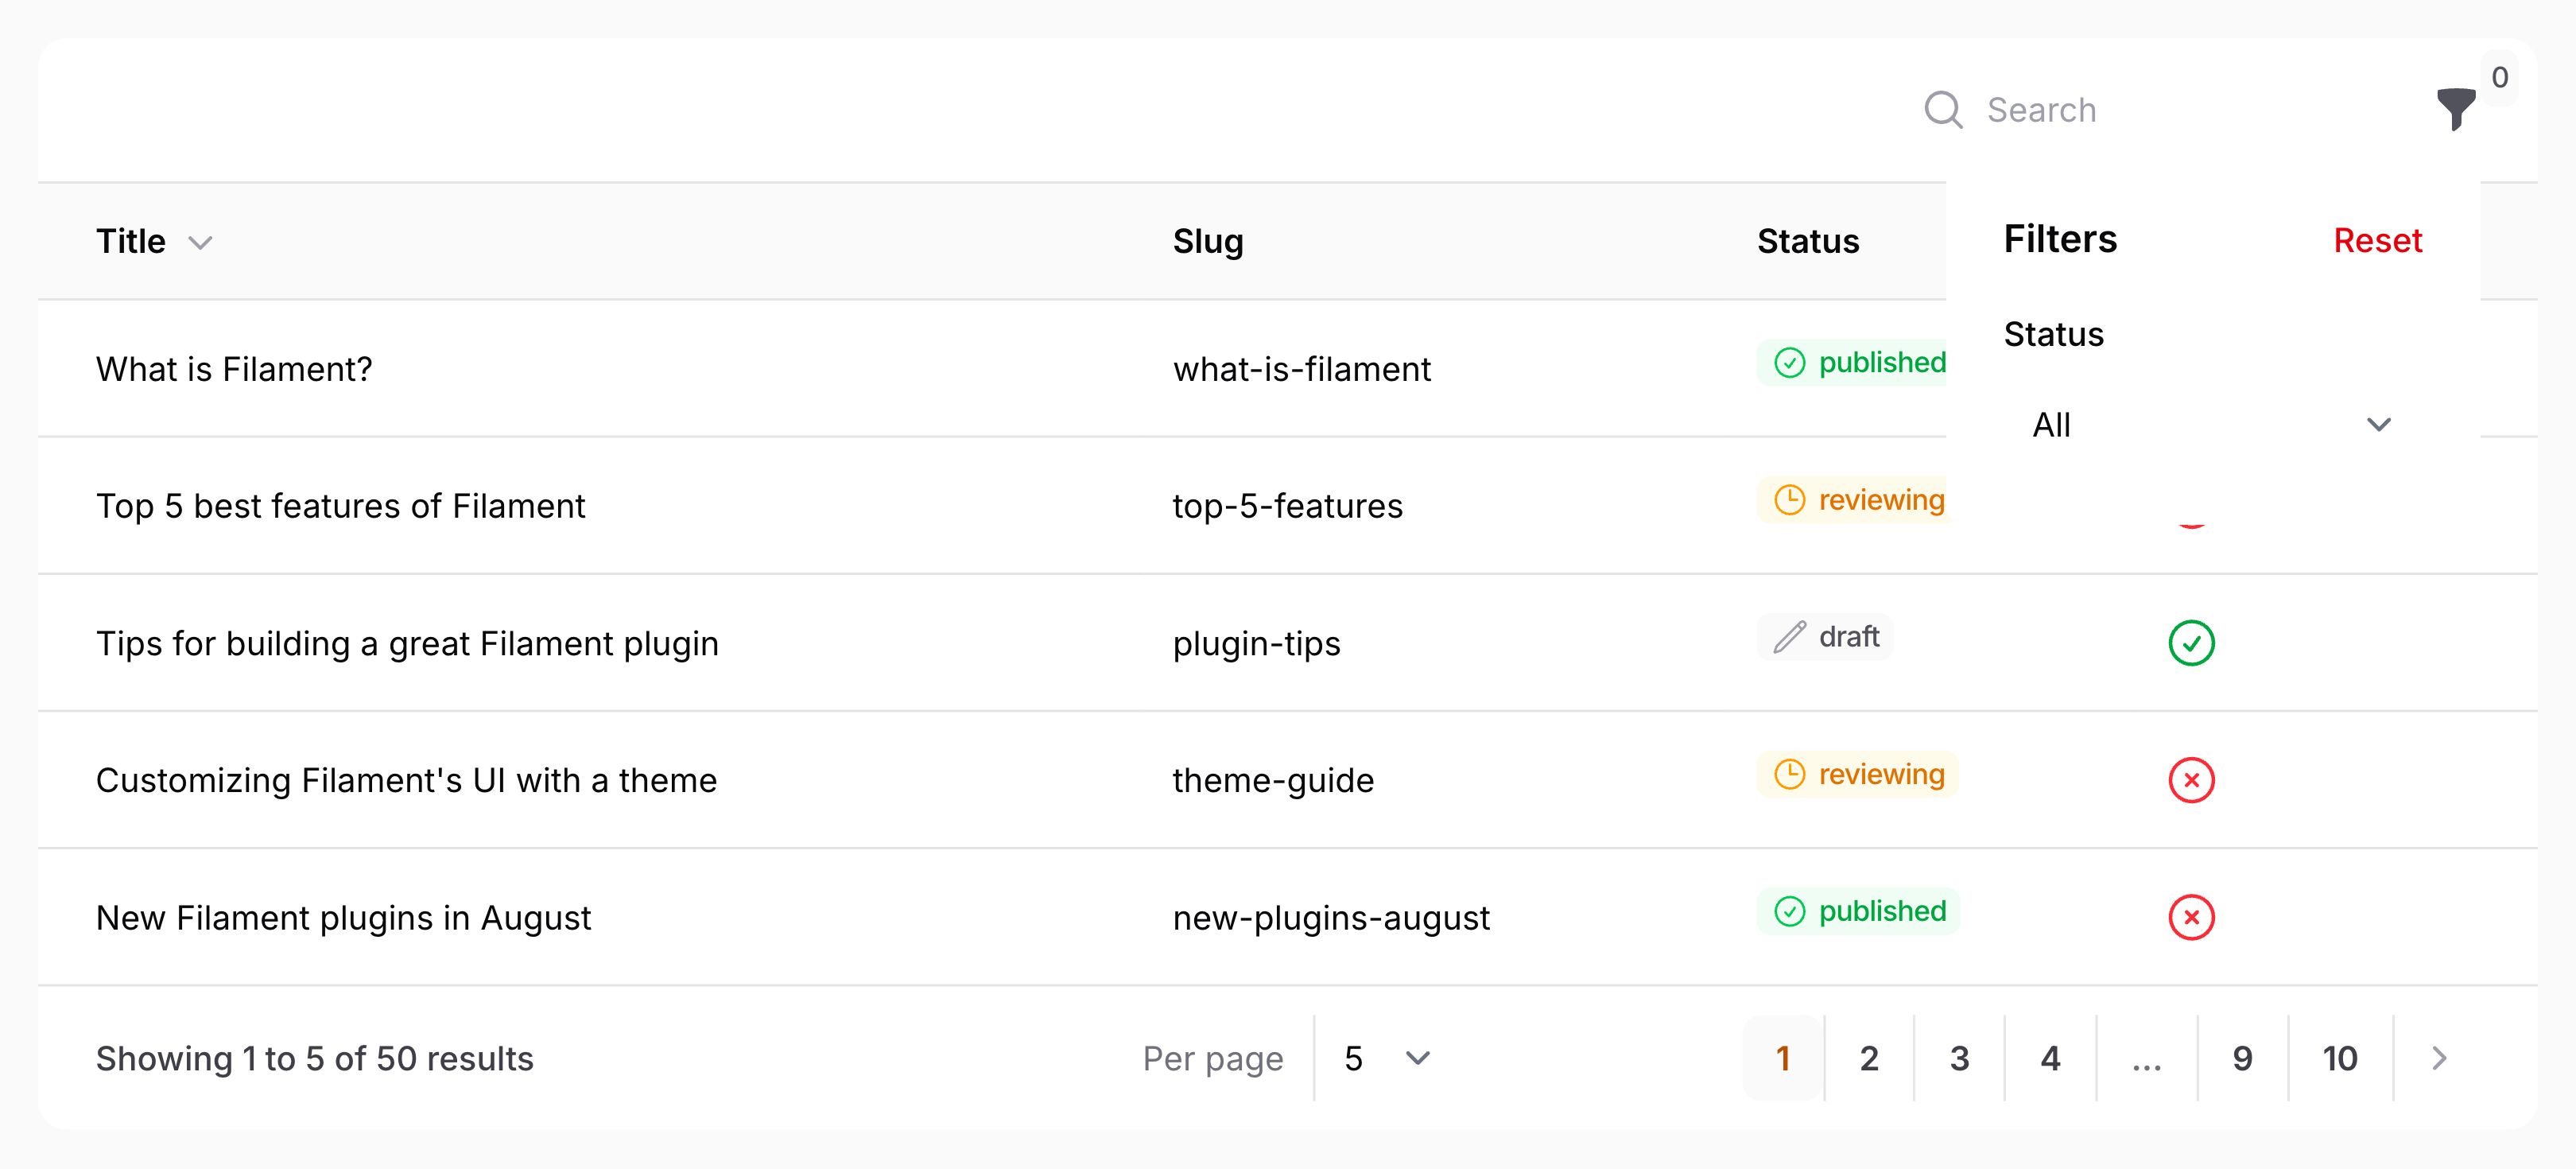 Search
0
Title Slug Status
Filters Reset
Status
All
What is Filament? what-is-filament published
Top 5 best features of Filament top-5-features reviewing
Tips for building a great Filament plugin plugin-tips draft
Customizing Filament's UI with a theme theme-guide reviewing
New Filament plugins in August new-plugins-august published
Showing 1 to 5 of 50 results Per page 5 1 2 3 4 ... 9 10